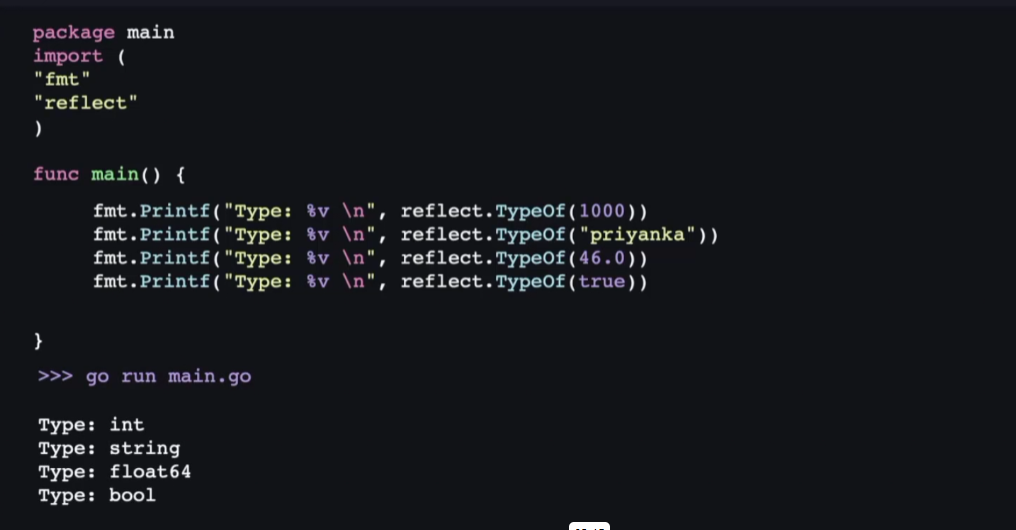 package main
import (
"fmt"
"reflect"
)
func main() {
fmt.Printf("Type: %v \n", reflect.TypeOf(1000))
fmt.Printf("Type: %v \n", reflect.TypeOf("priyanka"))
fmt.Printf("Type: %v \n", reflect.TypeOf(46.0))
fmt.Printf("Type: %v \n", reflect.TypeOf(true))
}
>>> go run main.go
Type: int
Type: string
Type: float64
Type: bool